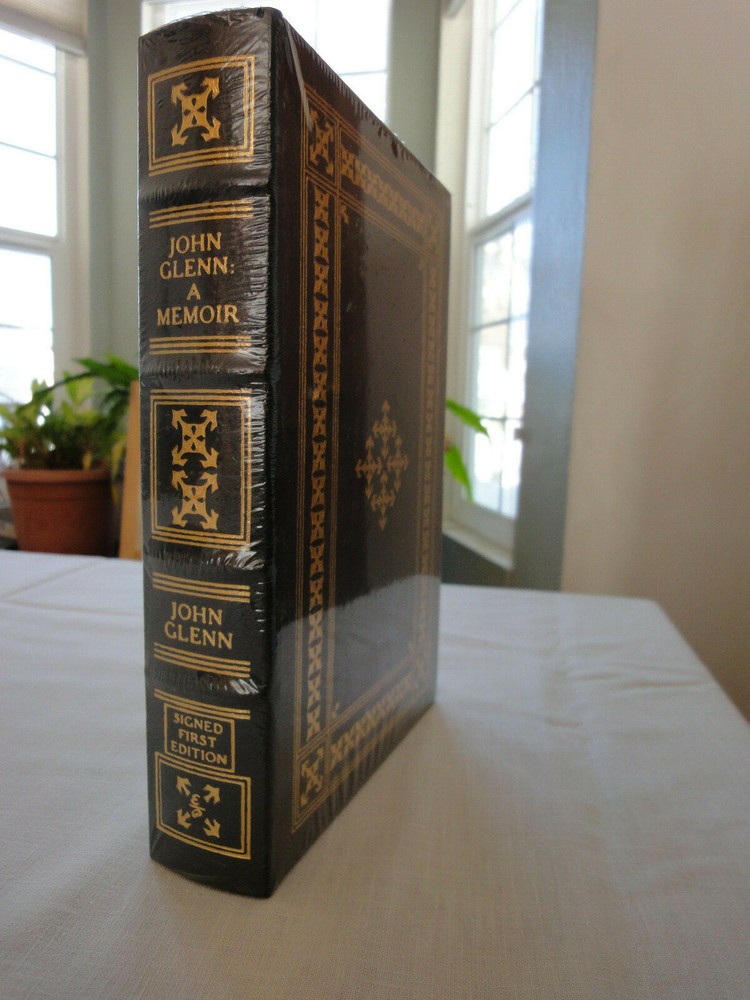 JOHN
GLENN:
A
MEMOIR
JOHN
GLENN
SIGNED
FIRST
EDITION